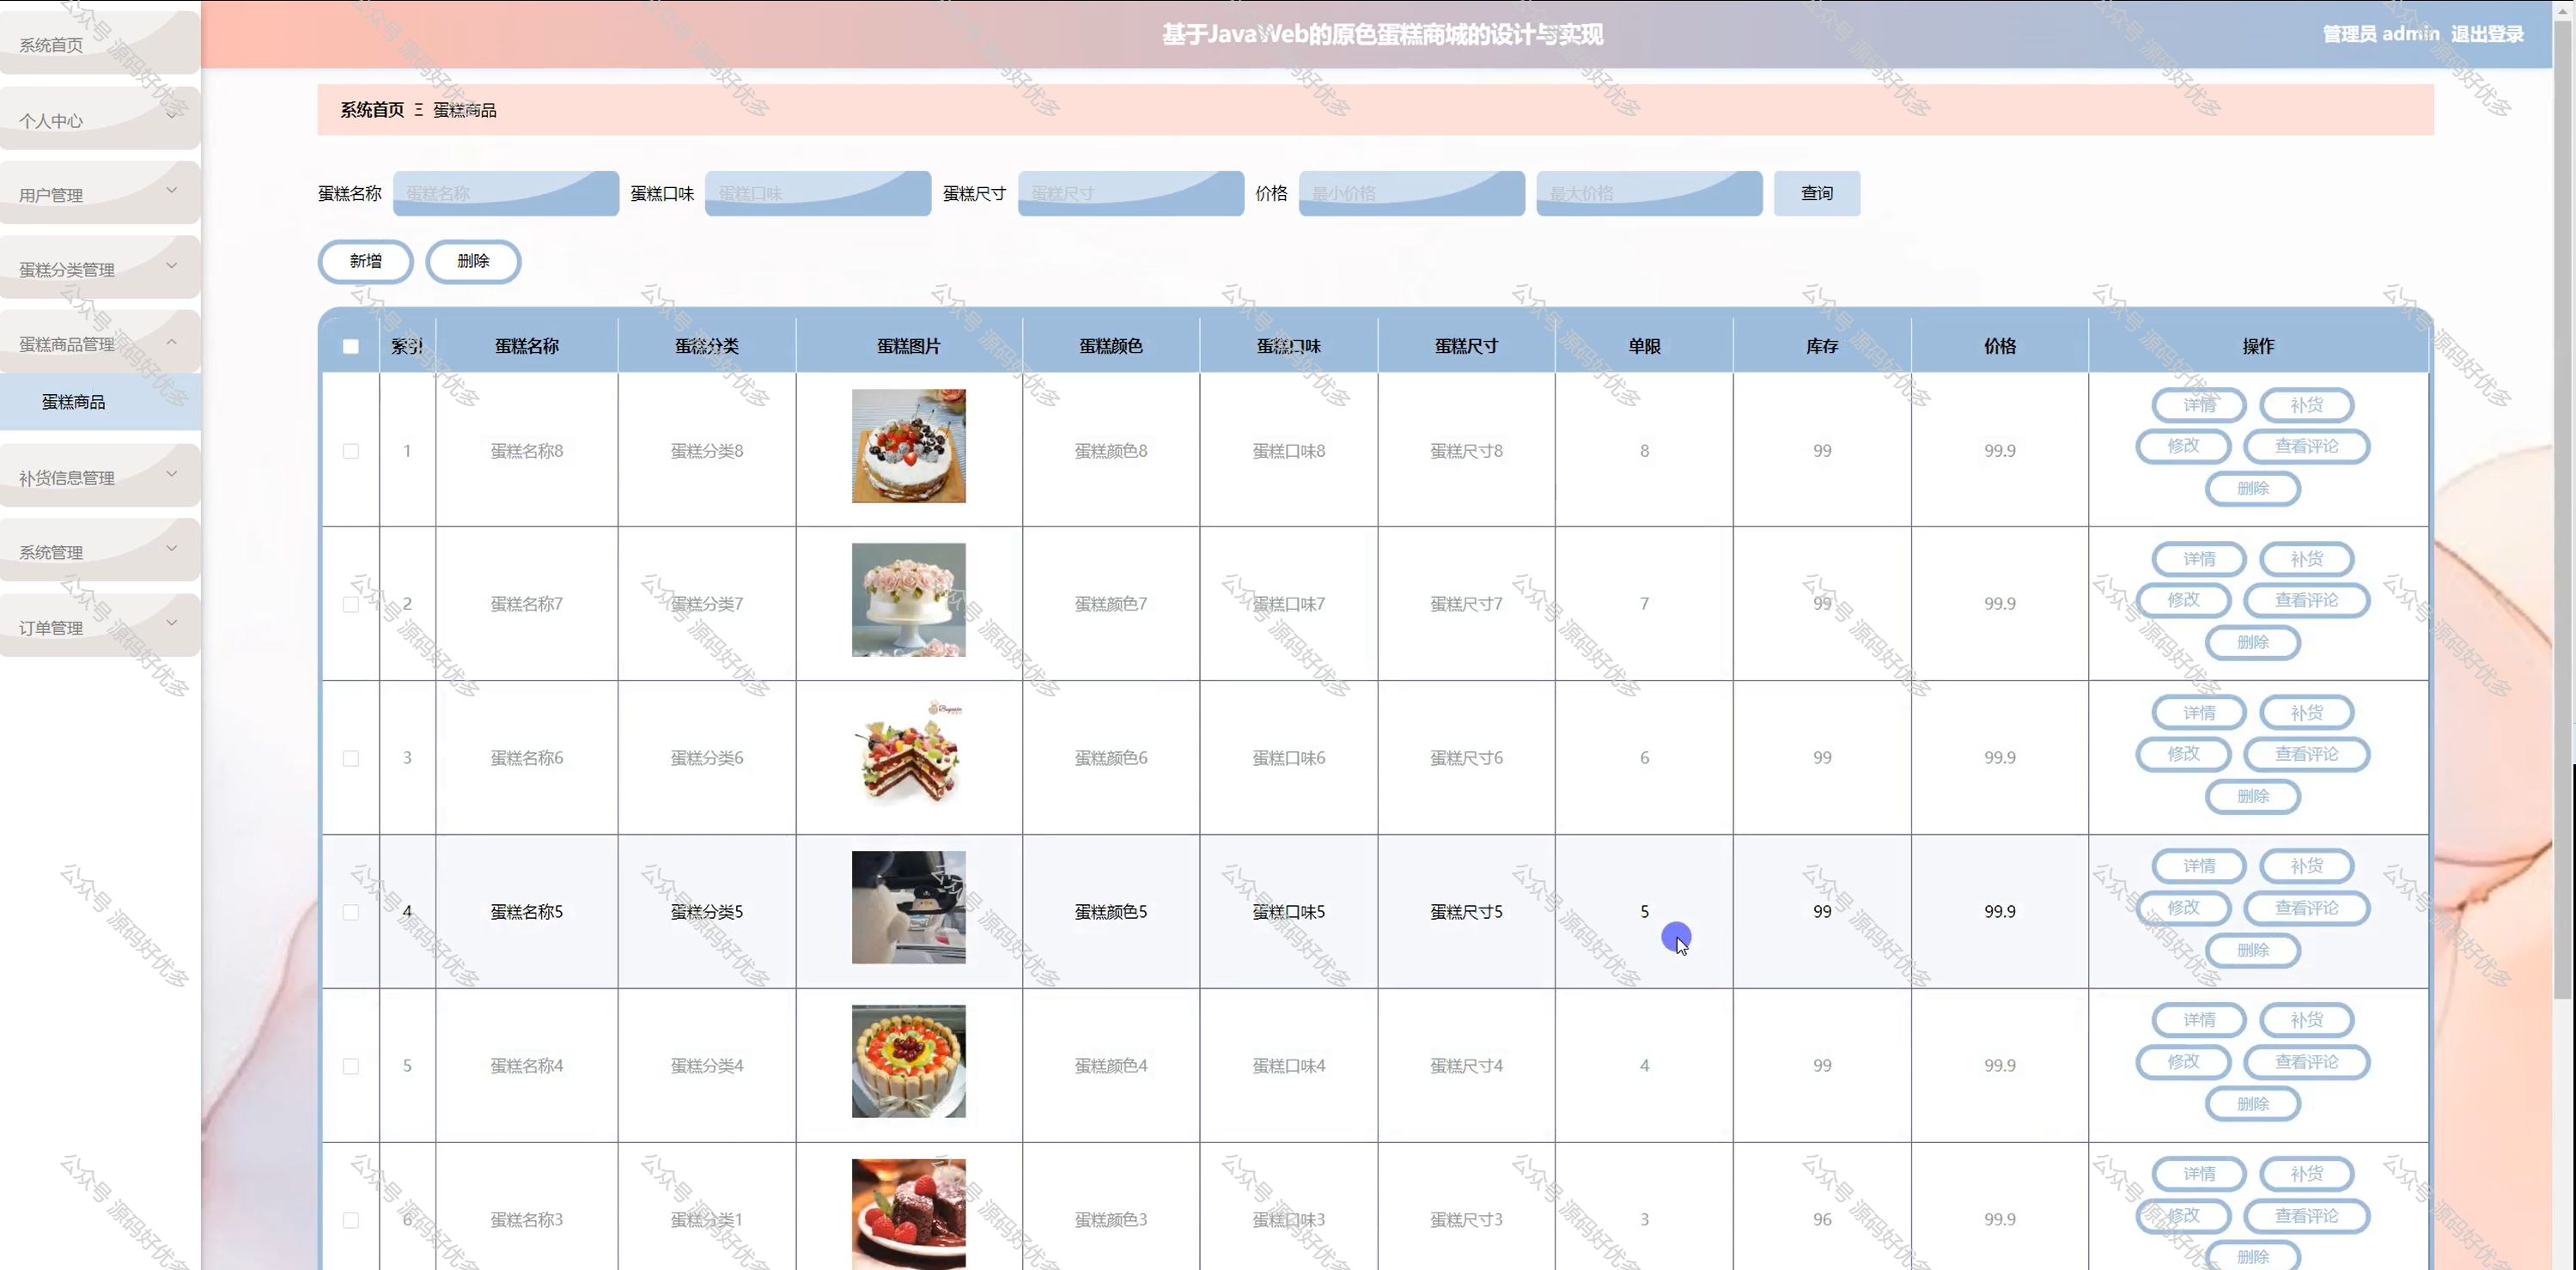 基于JavaWeb的原色蛋糕商城的设计与实现
管理员 admin 退出登录
系统首页
个人中心
用户管理
蛋糕分类管理
蛋糕商品管理
蛋糕商品
补货信息管理
系统管理
订单管理
系统首页 Ξ 蛋糕商品
蛋糕名称 蛋糕名称 蛋糕口味 蛋糕口味 蛋糕尺寸 蛋糕尺寸 价格 最小价格 最大价格 查询
新增 删除
索引 蛋糕名称 蛋糕分类 蛋糕图片 蛋糕颜色 蛋糕口味 蛋糕尺寸 单限 库存 价格 操作
1 蛋糕名称8 蛋糕分类8 蛋糕颜色8 蛋糕口味8 蛋糕尺寸8 8 99 99.9
详情 补货
修改 查看评论
删除
2 蛋糕名称7 蛋糕分类7 蛋糕颜色7 蛋糕口味7 蛋糕尺寸7 7 99 99.9
详情 补货
修改 查看评论
删除
3 蛋糕名称6 蛋糕分类6 蛋糕颜色6 蛋糕口味6 蛋糕尺寸6 6 99 99.9
详情 补货
修改 查看评论
删除
4 蛋糕名称5 蛋糕分类5 蛋糕颜色5 蛋糕口味5 蛋糕尺寸5 5 99 99.9
详情 补货
修改 查看评论
删除
5 蛋糕名称4 蛋糕分类4 蛋糕颜色4 蛋糕口味4 蛋糕尺寸4 4 99 99.9
详情 补货
修改 查看评论
删除
6 蛋糕名称3 蛋糕分类1 蛋糕颜色3 蛋糕口味3 蛋糕尺寸3 3 96 99.9
详情 补货
修改 查看评论
删除
公众号 源码好优多